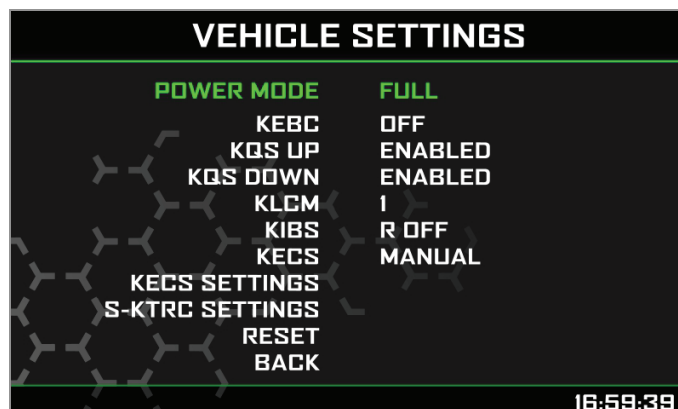 VEHICLE SETTINGS
POWER MODE FULL
KEBC OFF
KQS UP ENABLED
KQS DOWN ENABLED
KLCM 1
KIBS R OFF
KECS MANUAL
KECS SETTINGS
S-KTRC SETTINGS
RESET
BACK
16:59:39